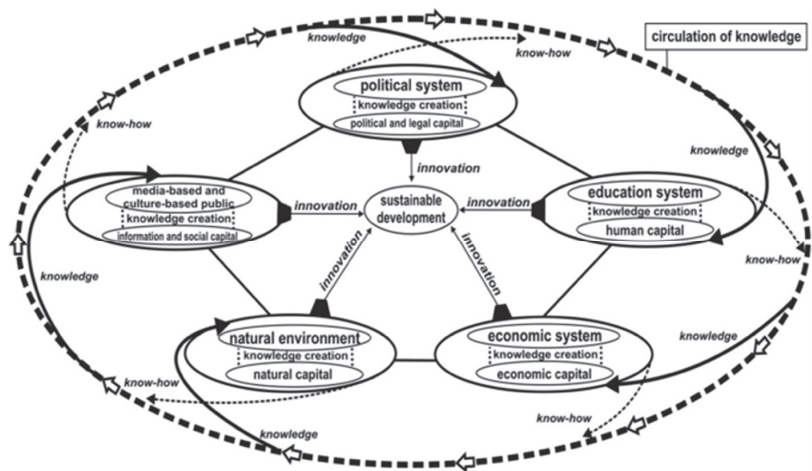 knowledge
know-how
circulation of knowledge
political system
knowledge creation
political and legal capital
innovation
know-how
knowledge
media-based and
culture-based public
knowledge creation
information and social capital
innovation
sustainable
development
innovation
education system
knowledge creation
human capital
know-how
knowledge
innovation
innovation
knowledge
natural environment
knowledge creation
natural capital
economic system
knowledge creation
economic capital
know-how
knowledge
know-how